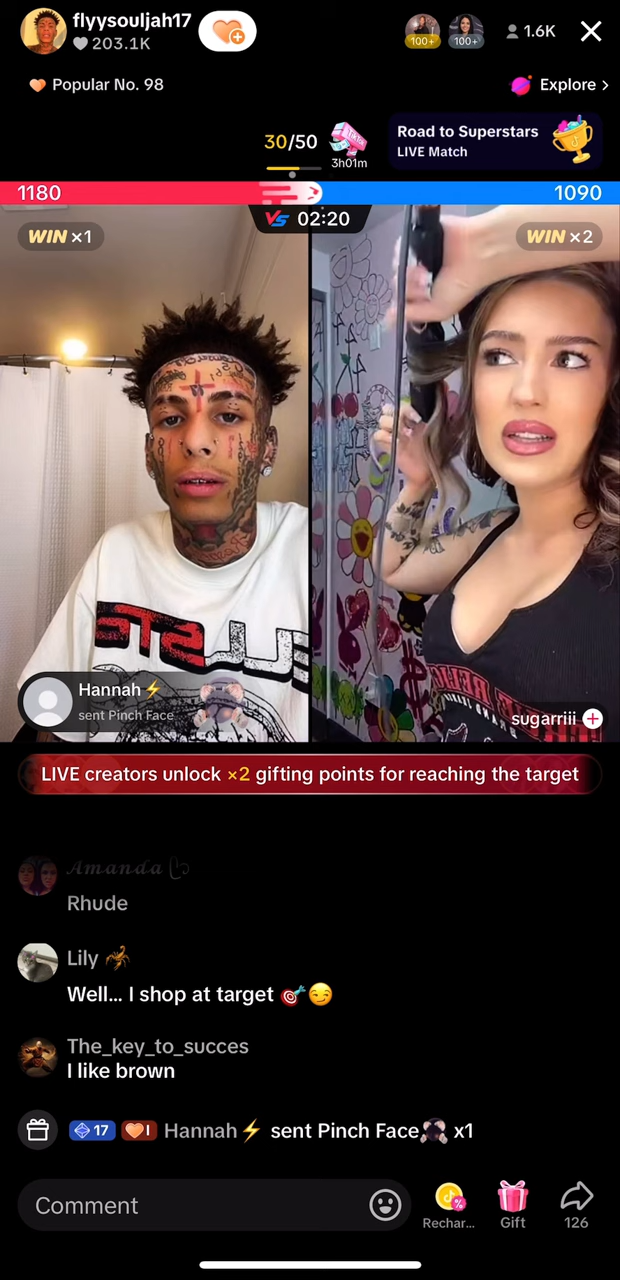 flyysouljah17
203.1K
100+
100+
1.6K
Popular No. 98
Explore >
30/50
3h01m
Road to Superstars
LIVE Match
1180
1090
VS 02:20
WIN ×1
WIN ×2
Hannah⚡
sent Pinch Face
sugarriii
LIVE creators unlock ×2 gifting points for reaching the target
𝓐𝓶𝓪𝓷𝓭𝓪
Rhude
Lily 🦂
Well... I shop at target 🎯😏
The_key_to_succes
I like brown
17 I Hannah⚡ sent Pinch Face x1
Comment
Rechar...
Gift
126